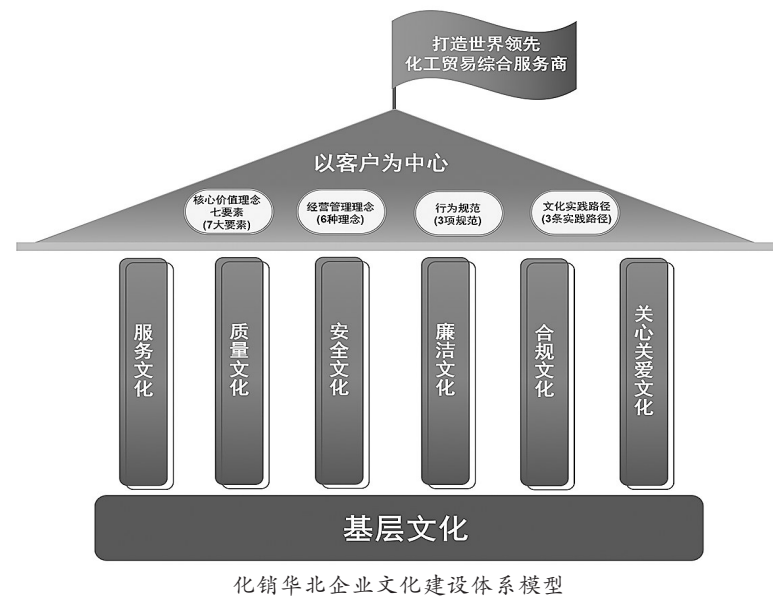 打造世界领先
化工贸易综合服务商
以客户为中心
核心价值理念
七要素
(7大要素)
经营管理理念
(6种理念)
行为规范
(3项规范)
文化实践路径
(3条实践路径)
服务文化
质量文化
安全文化
廉洁文化
合规文化
关心关爱文化
基层文化
化销华北企业文化建设体系模型